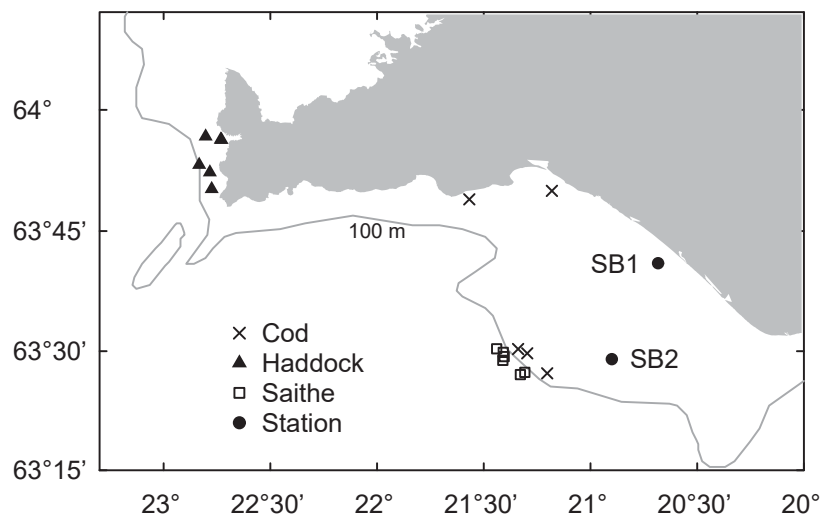 64°
63°45’
63°30’
63°15’
100 m
SB1
SB2
Cod
Haddock
Saithe
Station
23° 22°30’ 22° 21°30’ 21° 20°30’ 20°